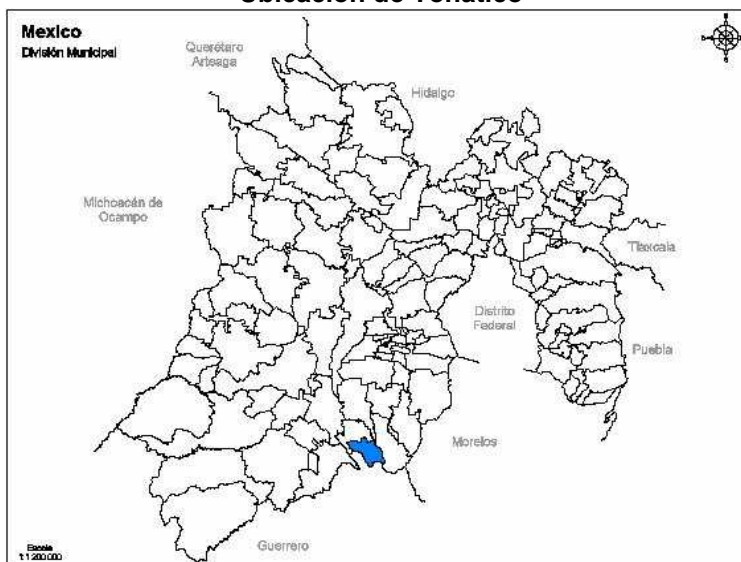 Ubicación de Tonatico
Mexico
División Municipal
Querétaro
Arteaga
Hidalgo
Michoacán de
Ocampo
Tlaxcala
Distrito
Federal
Puebla
Morelos
Guerrero
Escala
1:1 200 000